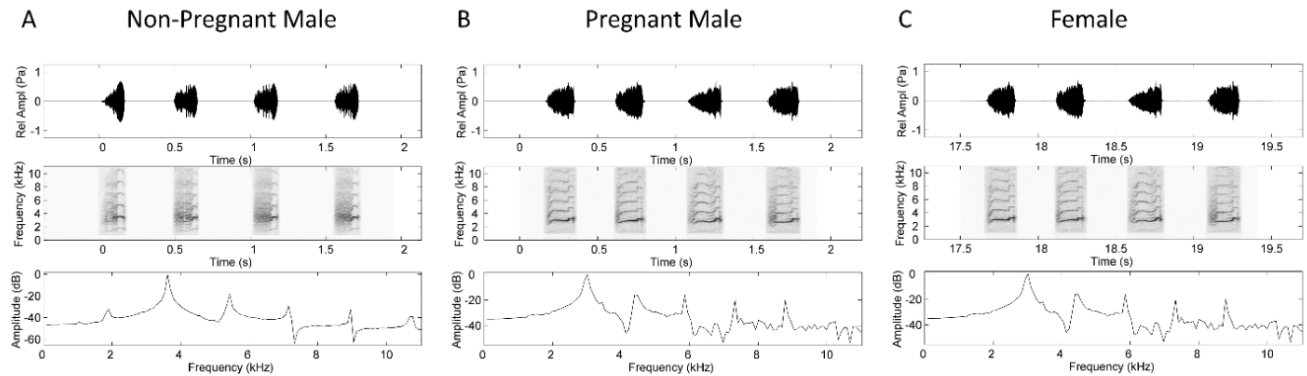 A Non-Pregnant Male
Rel Ampl (Pa)
1
0
-1
0 0.5 1 1.5 2
Time (s)
Frequency (kHz)
10
8
6
4
2
0
0 0.5 1 1.5 2
Time (s)
Amplitude (dB)
0
-20
-40
-60
0 2 4 6 8 10
Frequency (kHz)
B Pregnant Male
Rel Ampl (Pa)
1
0
-1
0 0.5 1 1.5 2
Time (s)
Frequency (kHz)
10
8
6
4
2
0
0 0.5 1 1.5 2
Time (s)
Amplitude (dB)
0
-20
-40
0 2 4 6 8 10
Frequency (kHz)
C Female
Rel Ampl (Pa)
1
0
-1
17.5 18 18.5 19 19.5
Time (s)
Frequency (kHz)
10
8
6
4
2
0
17.5 18 18.5 19 19.5
Time (s)
Amplitude (dB)
0
-20
-40
0 2 4 6 8 10
Frequency (kHz)